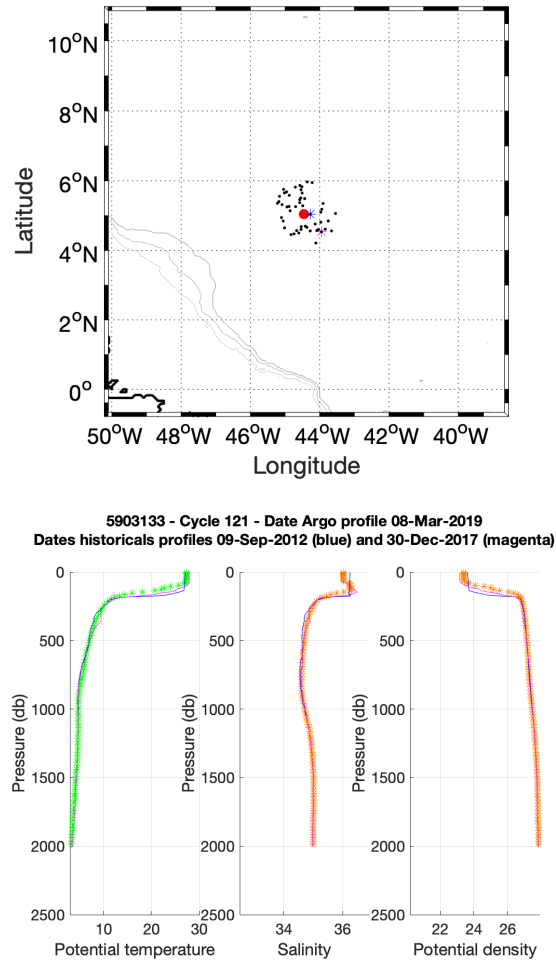 10°N
8°N
6°N
4°N
2°N
0°
Latitude
50°W 48°W 46°W 44°W 42°W 40°W
Longitude
5903133 - Cycle 121 - Date Argo profile 08-Mar-2019
Dates historicals profiles 09-Sep-2012 (blue) and 30-Dec-2017 (magenta)
0
500
1000
1500
2000
2500
Pressure (db)
10 20 30
Potential temperature
0
500
1000
1500
2000
2500
Pressure (db)
34 36
Salinity
0
500
1000
1500
2000
2500
Pressure (db)
22 24 26
Potential density